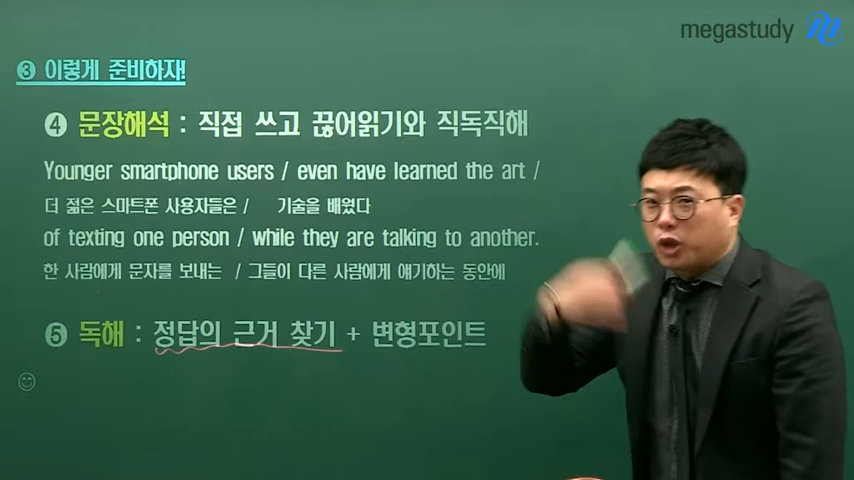 megastudy
❸ 이렇게 준비하자!
❹ 문장해석 : 직접 쓰고 끊어읽기와 직독직해
Younger smartphone users / even have learned the art /
더 젊은 스마트폰 사용자들은 / 기술을 배웠다
of texting one person / while they are talking to another.
한 사람에게 문자를 보내는 / 그들이 다른 사람에게 얘기하는 동안에
❺ 독해 : 정답의 근거 찾기 + 변형포인트